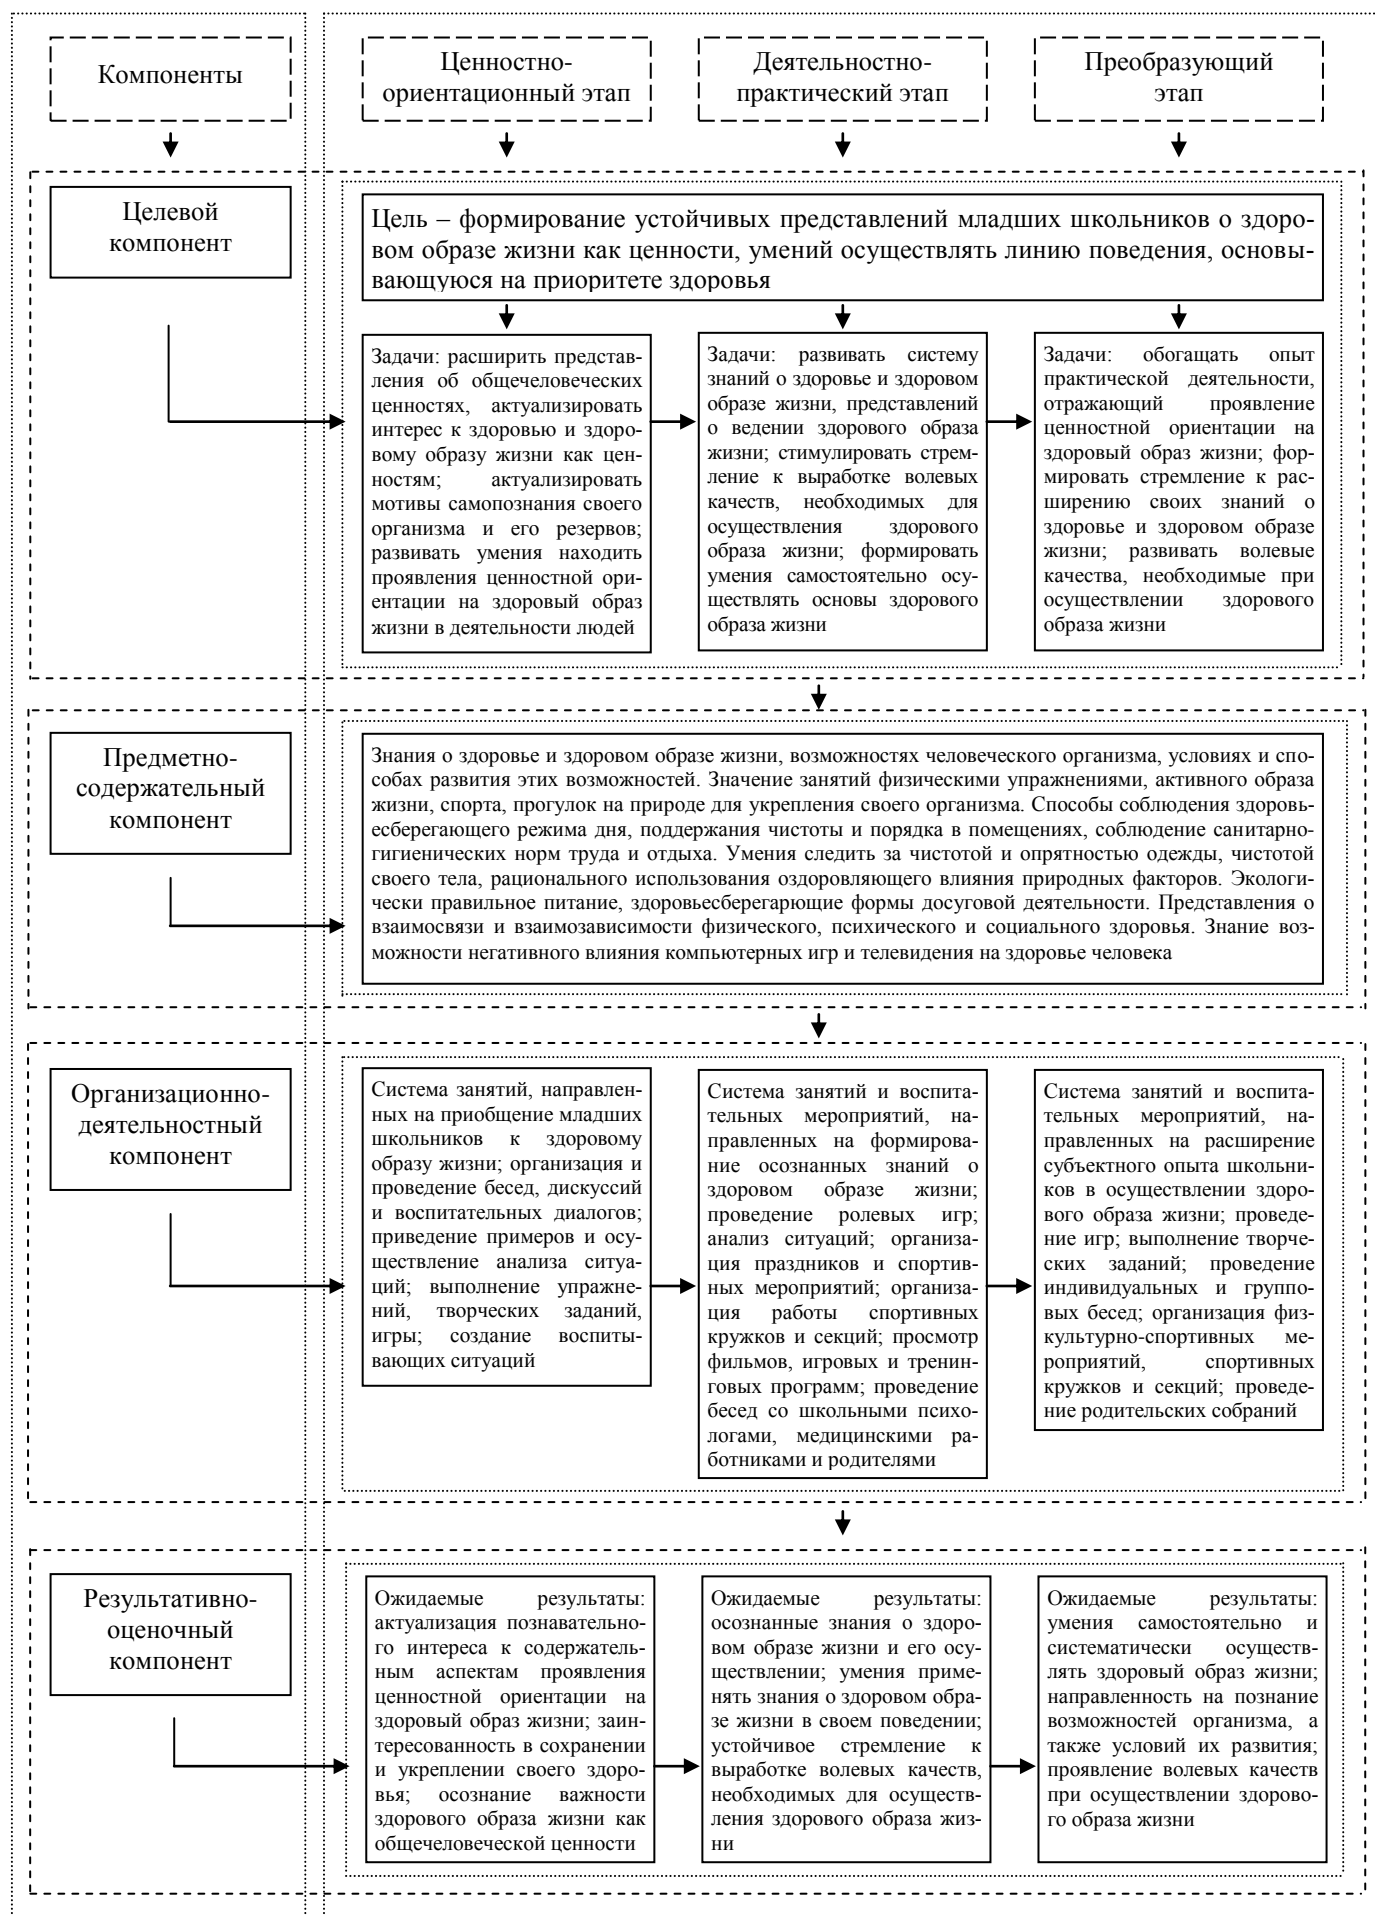 Компоненты
Ценностно-
ориентационный этап
Деятельностно-
практический этап
Преобразующий
этап
Целевой
компонент
Цель – формирование устойчивых представлений младших школьников о здоро-
вом образе жизни как ценности, умений осуществлять линию поведения, основы-
вающуюся на приоритете здоровья
Задачи: расширить представ-
ления об общечеловеческих
ценностях, актуализировать
интерес к здоровью и здоро-
вому образу жизни как цен-
ностям; актуализировать
мотивы самопознания своего
организма и его резервов;
развивать умения находить
проявления ценностной ори-
ентации на здоровый образ
жизни в деятельности людей
Задачи: развивать систему
знаний о здоровье и здоровом
образе жизни, представлений
о ведении здорового образа
жизни; стимулировать стрем-
ление к выработке волевых
качеств, необходимых для
осуществления здорового
образа жизни; формировать
умения самостоятельно осу-
ществлять основы здорового
образа жизни
Задачи: обогащать опыт
практической деятельности,
отражающий проявление
ценностной ориентации на
здоровый образ жизни; фор-
мировать стремление к рас-
ширению своих знаний о
здоровье и здоровом образе
жизни; развивать волевые
качества, необходимые при
осуществлении здорового
образа жизни
Предметно-
содержательный
компонент
Знания о здоровье и здоровом образе жизни, возможностях человеческого организма, условиях и спо-
собах развития этих возможностей. Значение занятий физическими упражнениями, активного образа
жизни, спорта, прогулок на природе для укрепления своего организма. Способы соблюдения здоровь-
есберегающего режима дня, поддержания чистоты и порядка в помещениях, соблюдение санитарно-
гигиенических норм труда и отдыха. Умения следить за чистотой и опрятностью одежды, чистотой
своего тела, рационального использования оздоровляющего влияния природных факторов. Экологи-
чески правильное питание, здоровьесберегарющие формы досуговой деятельности. Представления о
взаимосвязи и взаимозависимости физического, психического и социального здоровья. Знание воз-
можности негативного влияния компьютерных игр и телевидения на здоровье человека
Организационно-
деятельностный
компонент
Система занятий, направлен-
ных на приобщение младших
школьников к здоровому
образу жизни; организация и
проведение бесед, дискуссий
и воспитательных диалогов;
приведение примеров и осу-
ществление анализа ситуа-
ций; выполнение упражне-
ний, творческих заданий,
игры; создание воспиты-
вающих ситуаций
Система занятий и воспита-
тельных мероприятий, на-
правленных на формирова-
ние осознанных знаний о
здоровом образе жизни;
проведение ролевых игр;
анализ ситуаций; организа-
ция праздников и спортив-
ных мероприятий; организа-
ция работы спортивных
кружков и секций; просмотр
фильмов, игровых и тренин-
говых программ; проведение
бесед со школьными психо-
логами, медицинскими ра-
ботниками и родителями
Система занятий и воспита-
тельных мероприятий, на-
правленных на расширение
субъектного опыта школьни-
ков в осуществлении здоро-
вого образа жизни; проведе-
ние игр; выполнение творче-
ских заданий; проведение
индивидуальных и группо-
вых бесед; организация физ-
культурно-спортивных ме-
роприятий, спортивных
кружков и секций; проведе-
ние родительских собраний
Результативно-
оценочный
компонент
Ожидаемые результаты:
актуализация познавательно-
го интереса к содержатель-
ным аспектам проявления
ценностной ориентации на
здоровый образ жизни; заин-
тересованность в сохранении
и укреплении своего здоро-
вья; осознание важности
здорового образа жизни как
общечеловеческой ценности
Ожидаемые результаты:
осознанные знания о здоро-
вом образе жизни и его осу-
ществлении; умения приме-
нять знания о здоровом обра-
зе жизни в своем поведении;
устойчивое стремление к
выработке волевых качеств,
необходимых для осуществ-
ления здорового образа жиз-
ни
Ожидаемые результаты:
умения самостоятельно и
систематически осуществ-
лять здоровый образ жизни;
направленность на познание
возможностей организма, а
также условий их развития;
проявление волевых качеств
при осуществлении здорово-
го образа жизни